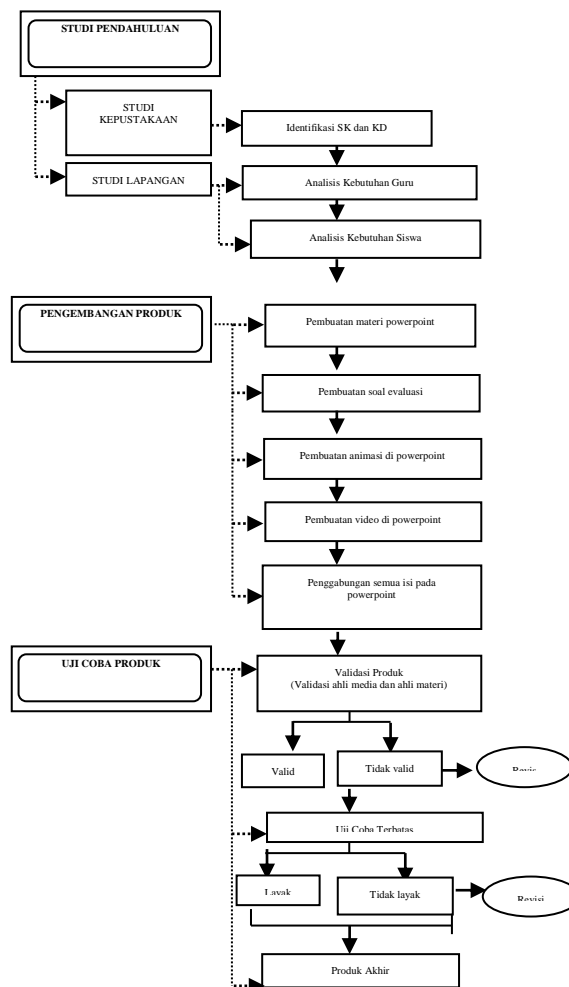 STUDI PENDAHULUAN
STUDI
KEPUSTAKAAN
Identifikasi SK dan KD
STUDI LAPANGAN
Analisis Kebutuhan Guru
Analisis Kebutuhan Siswa
PENGEMBANGAN PRODUK
Pembuatan materi powerpoint
Pembuatan soal evaluasi
Pembuatan animasi di powerpoint
Pembuatan video di powerpoint
Penggabungan semua isi pada
powerpoint
UJI COBA PRODUK
Validasi Produk
(Validasi ahli media dan ahli materi)
Valid
Tidak valid
Revis
Uji Coba Terbatas
Layak
Tidak layak
Revisi
Produk Akhir